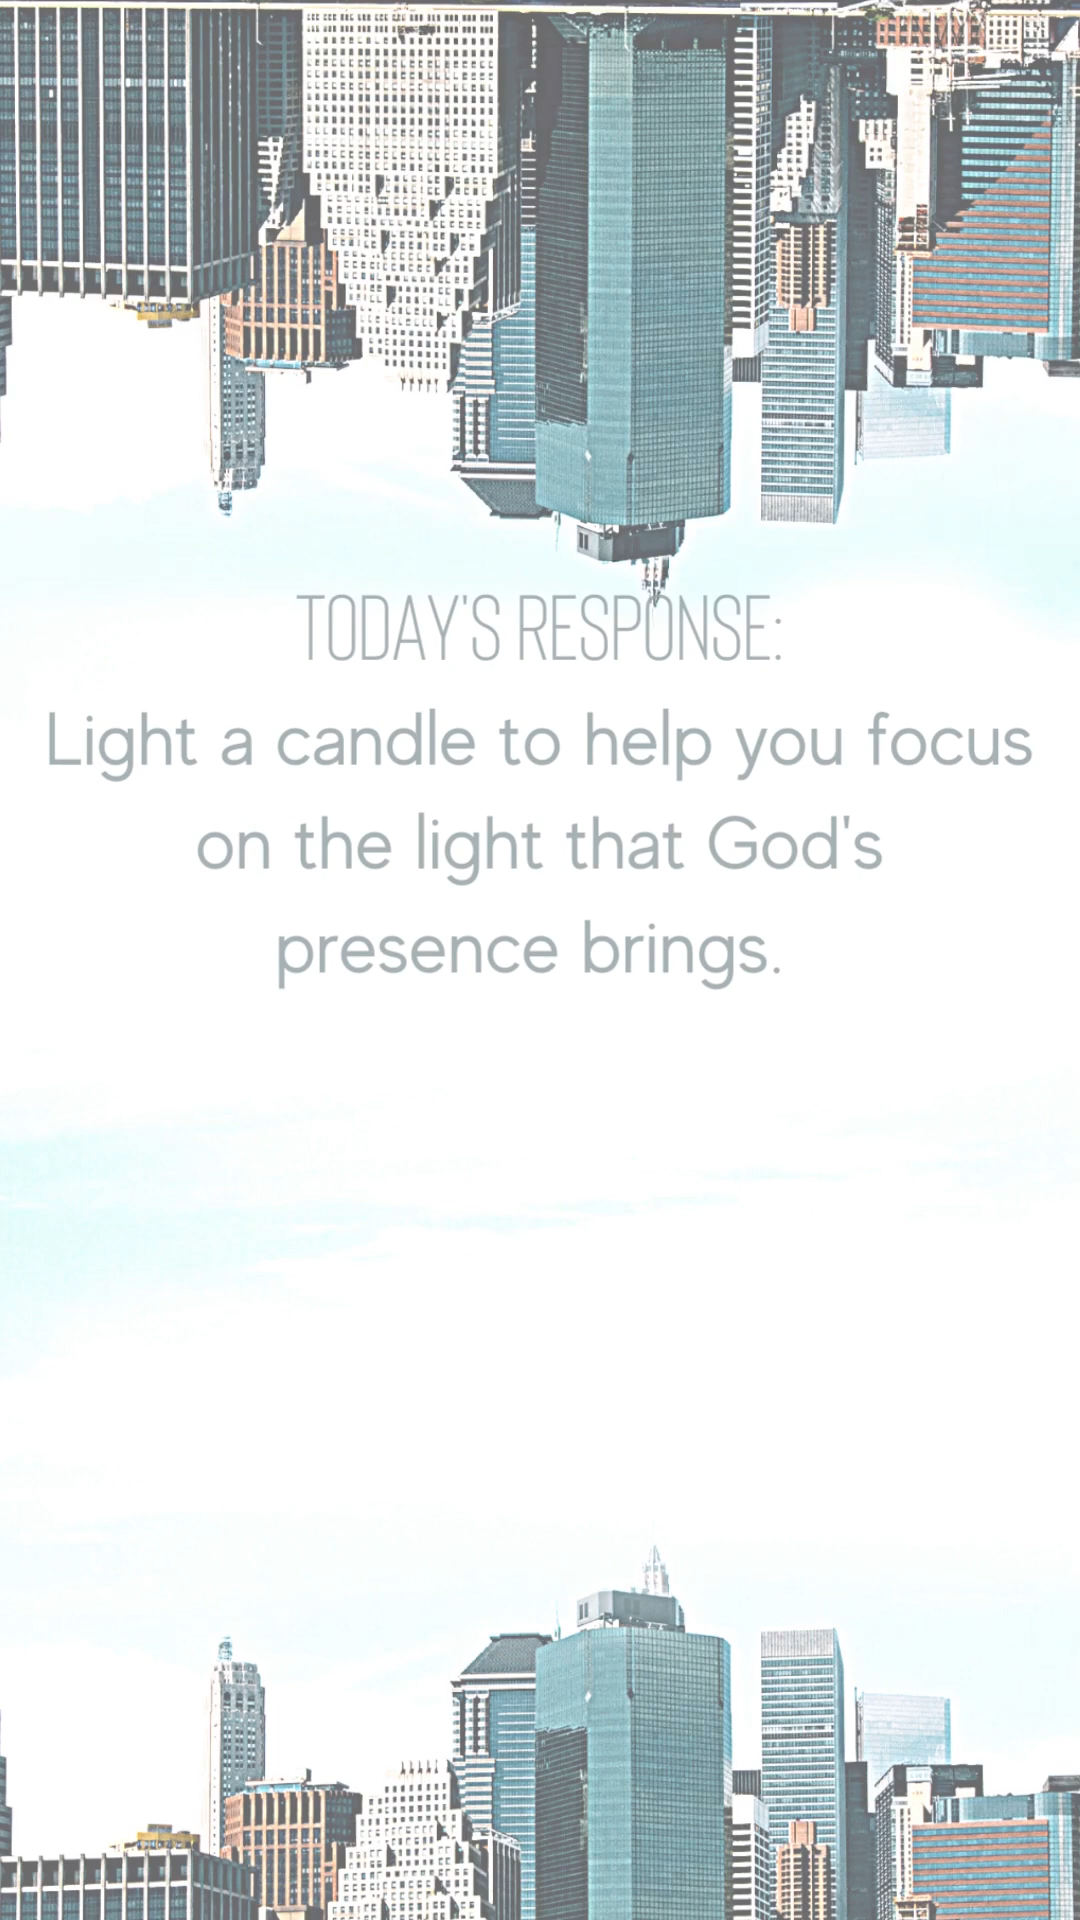 TODAY'S RESPONSE:
Light a candle to help you focus
on the light that God's
presence brings.